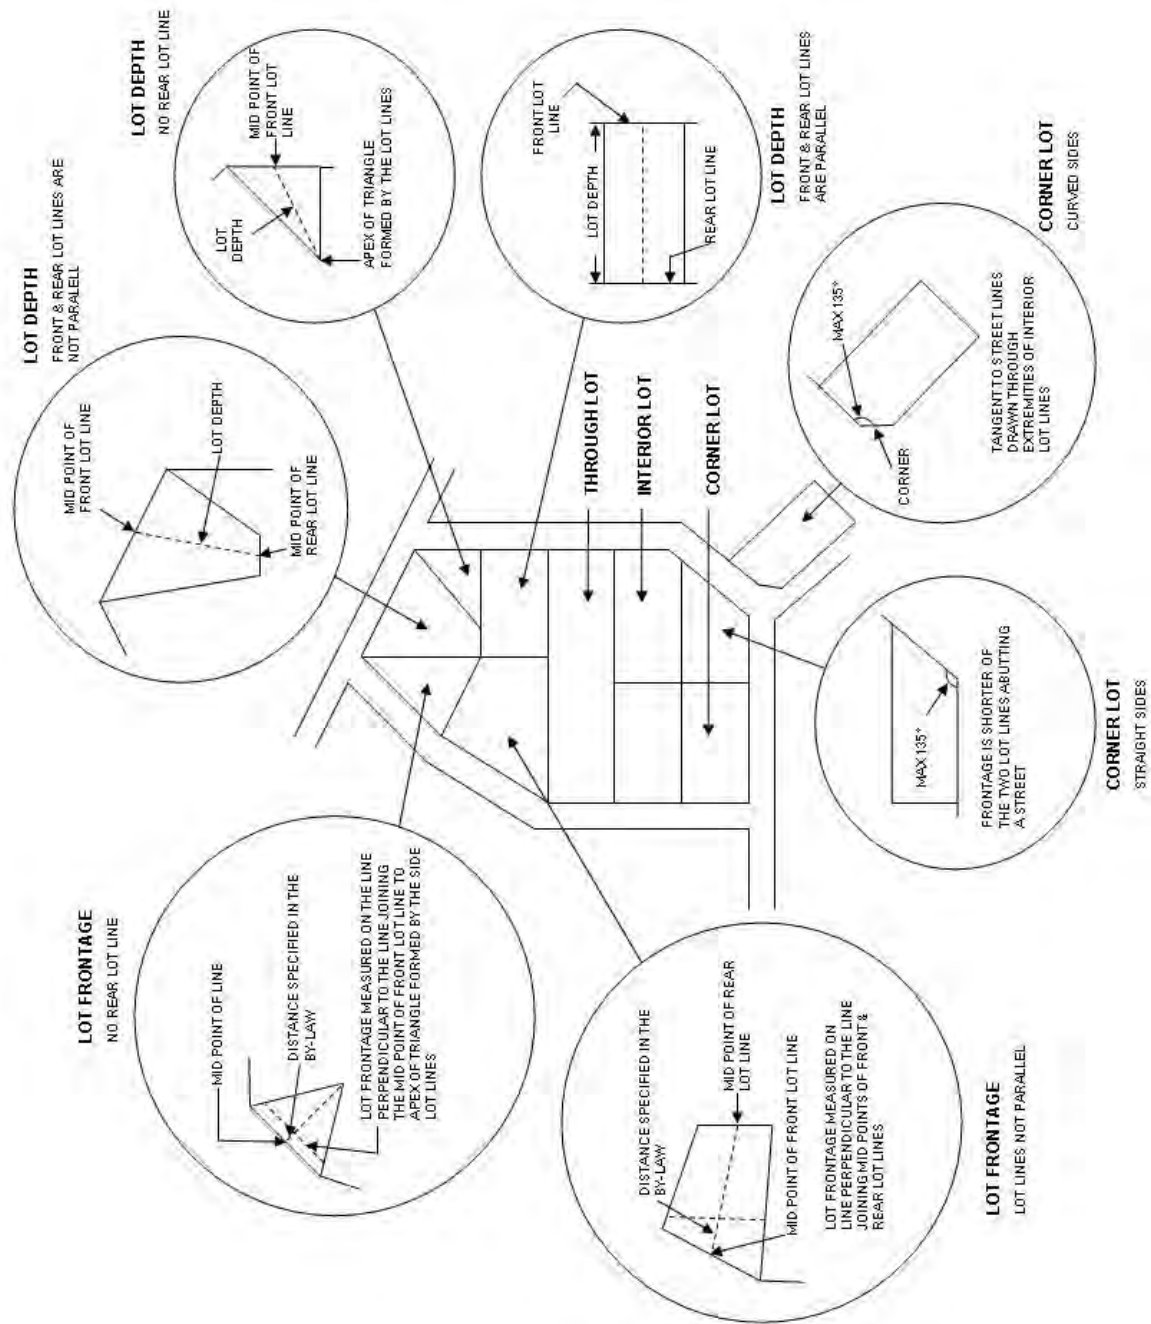 LOT DEPTH
FRONT & REAR LOT LINES ARE
NOT PARALELL
MID POINT OF
FRONT LOT LINE
LOT DEPTH
MID POINT OF
REAR LOT LINE
LOT DEPTH
NO REAR LOT LINE
MID POINT OF
FRONT LOT
LINE
LOT
DEPTH
APEX OF TRIANGLE
FORMED BY THE LOT LINES
FRONT LOT
LINE
LOT DEPTH
REAR LOT LINE
LOT DEPTH
FRONT & REAR LOT LINES
ARE PARALLEL
THROUGH LOT
INTERIOR LOT
CORNER LOT
CORNER LOT
CURVED SIDES
MAX 135°
CORNER
TANGENT TO STREET LINES
DRAWN THROUGH
EXTREMITIES OF INTERIOR
LOT LINES
MAX 135°
FRONTAGE IS SHORTER OF
THE TWO LOT LINES ABUTTING
A STREET
CORNER LOT
STRAIGHT SIDES
LOT FRONTAGE
NO REAR LOT LINE
MID POINT OF LINE
DISTANCE SPECIFIED IN THE
BY-LAW
LOT FRONTAGE MEASURED ON THE LINE
PERPENDICULAR TO THE LINE JOINING
THE MID POINT OF FRONT LOT LINE TO
APEX OF TRIANGLE FORMED BY THE SIDE
LOT LINES
DISTANCE SPECIFIED IN THE
BY-LAW
MID POINT OF REAR
LOT LINE
MID POINT OF FRONT LOT LINE
LOT FRONTAGE MEASURED ON
LINE PERPENDICULAR TO THE LINE
JOINING MID POINTS OF FRONT &
REAR LOT LINES
LOT FRONTAGE
LOT LINES NOT PARALLEL